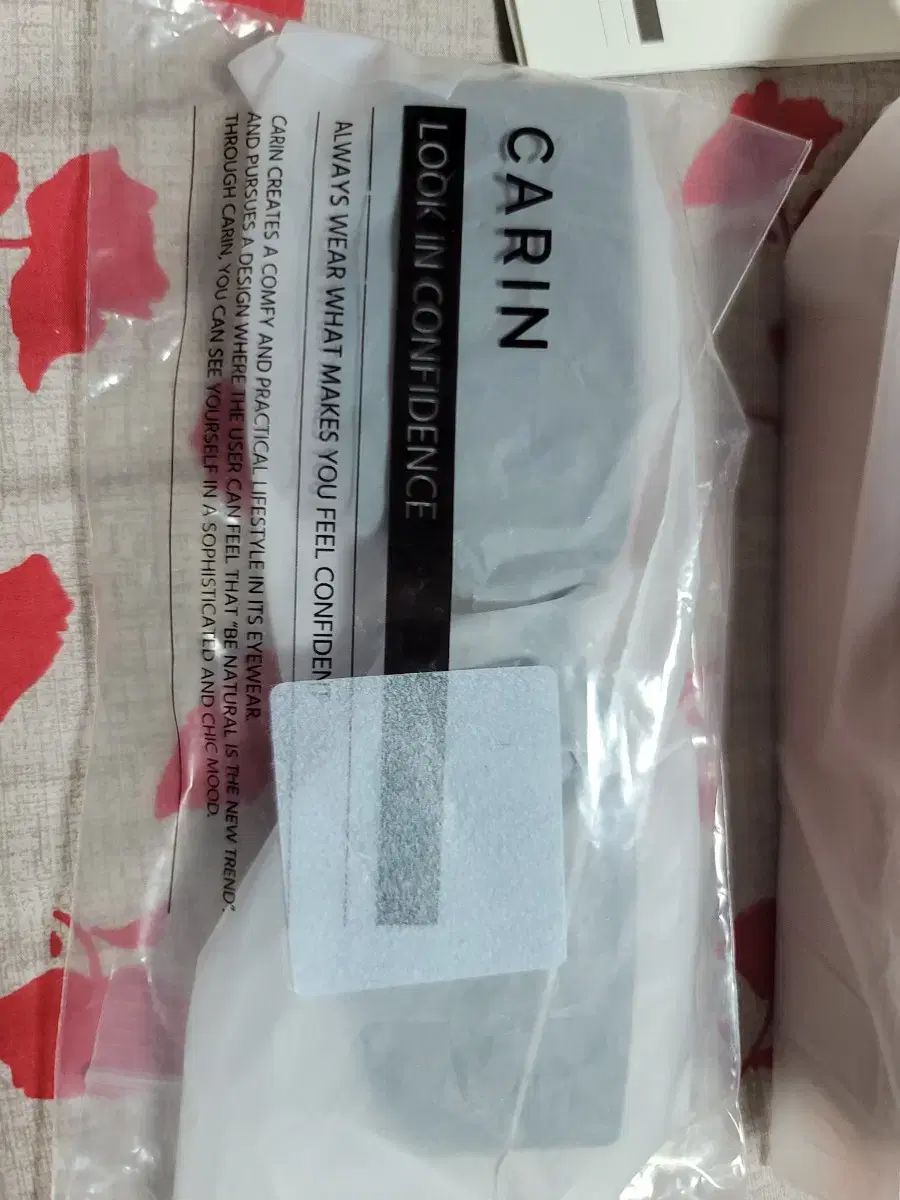 CARIN
LOOK IN CONFIDENCE
ALWAYS WEAR WHAT MAKES YOU FEEL CONFIDENT
CARIN CREATES A COMFY AND PRACTICAL LIFESTYLE IN ITS EYEWEAR.
AND PURSUES A DESIGN WHERE THE USER CAN FEEL THAT "BE NATURAL IS THE NEW TREND".
THROUGH CARIN, YOU CAN SEE YOURSELF IN A SOPHISTICATED AND CHIC MOOD.